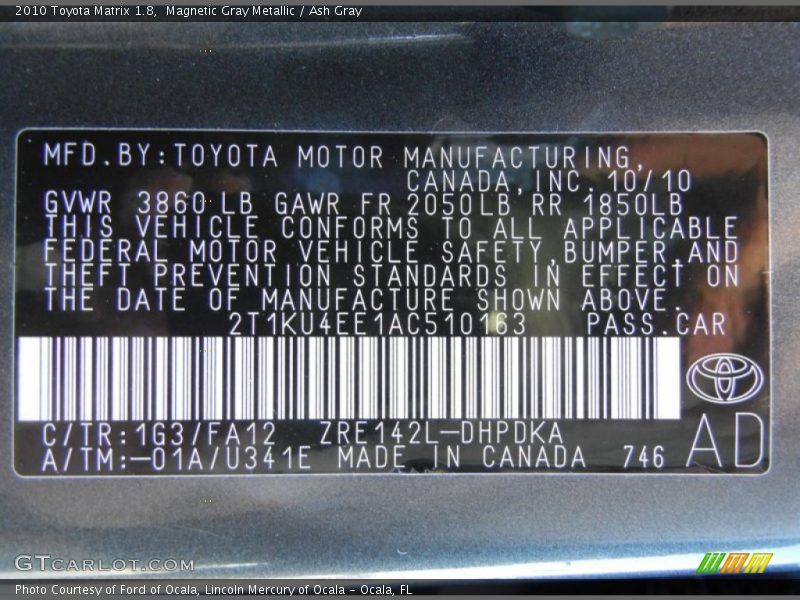 2010 Toyota Matrix 1.8,  Magnetic Gray Metallic / Ash Gray
MFD.BY:TOYOTA MOTOR MANUFACTURING,
CANADA,INC.10/10
GVWR 3860 LB GAWR FR 2050LB RR 1850LB
THIS VEHICLE CONFORMS TO ALL APPLICABLE
FEDERAL MOTOR VEHICLE SAFETY,BUMPER,AND
THEFT PREVENTION STANDARDS IN EFFECT ON
THE DATE OF MANUFACTURE SHOWN ABOVE.
2T1KU4EE1AC510163 PASS.CAR
C/TR:1G3/FA12 ZRE142L-DHPDKA
A/TM:-01A/U341E MADE IN CANADA 746 AD
GTCARLOT.COM
Photo Courtesy of Ford of Ocala, Lincoln Mercury of Ocala - Ocala, FL